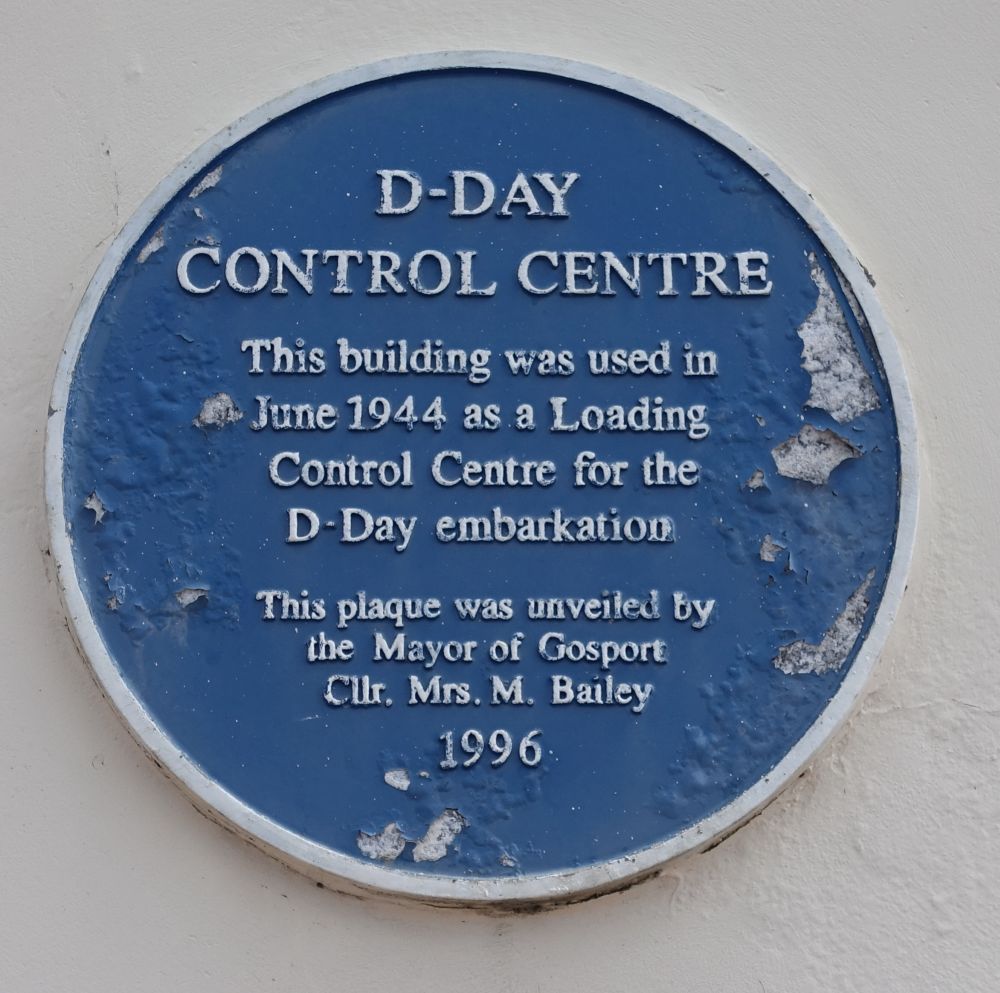 D-DAY
CONTROL CENTRE
This building was used in
June 1944 as a Loading
Control Centre for the
D-Day embarkation
This plaque was unveiled by
the Mayor of Gosport
Cllr. Mrs. M. Bailey
1996